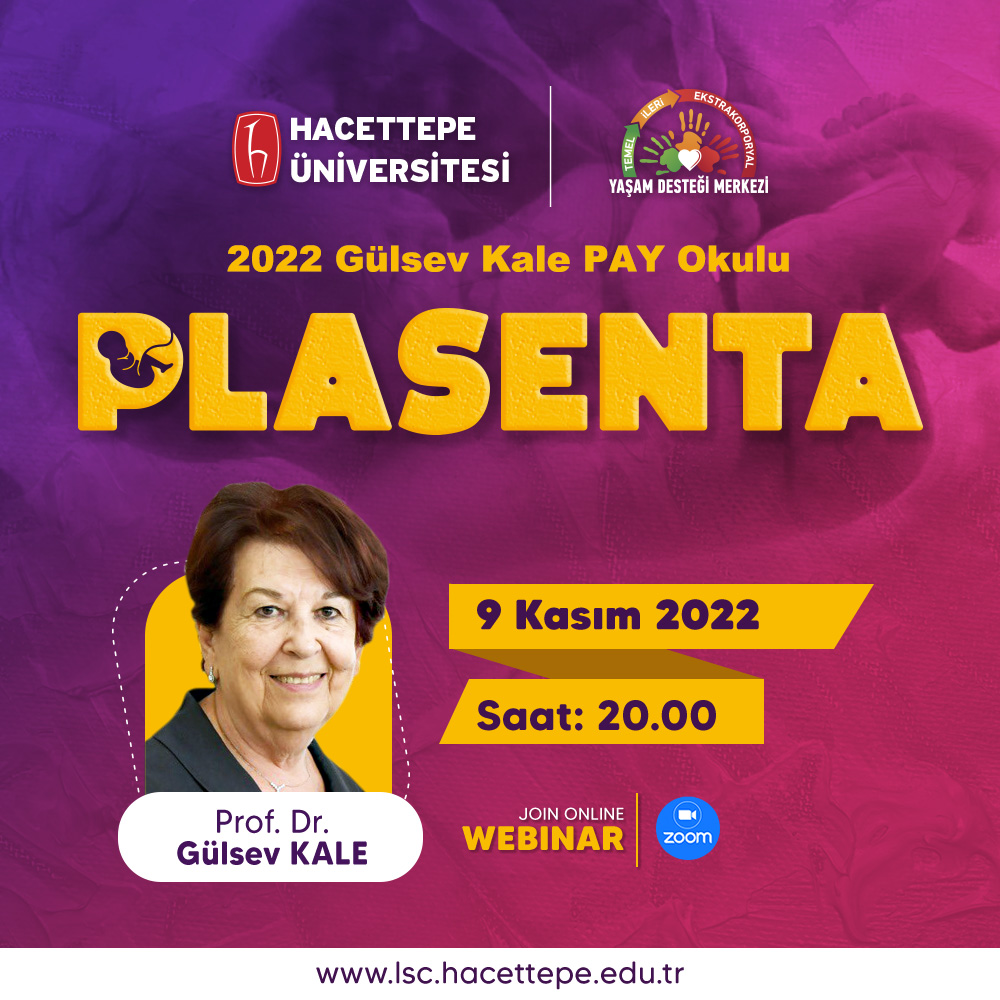 HACETTEPE
ÜNİVERSİTESİ
TEMEL İLERİ EKSTRAKORPORYAL
YAŞAM DESTEĞİ MERKEZİ
2022 Gülsev Kale PAY Okulu
PLASENTA
9 Kasım 2022
Saat: 20.00
Prof. Dr.
Gülsev KALE
JOIN ONLINE
WEBINAR
zoom
www.lsc.hacettepe.edu.tr